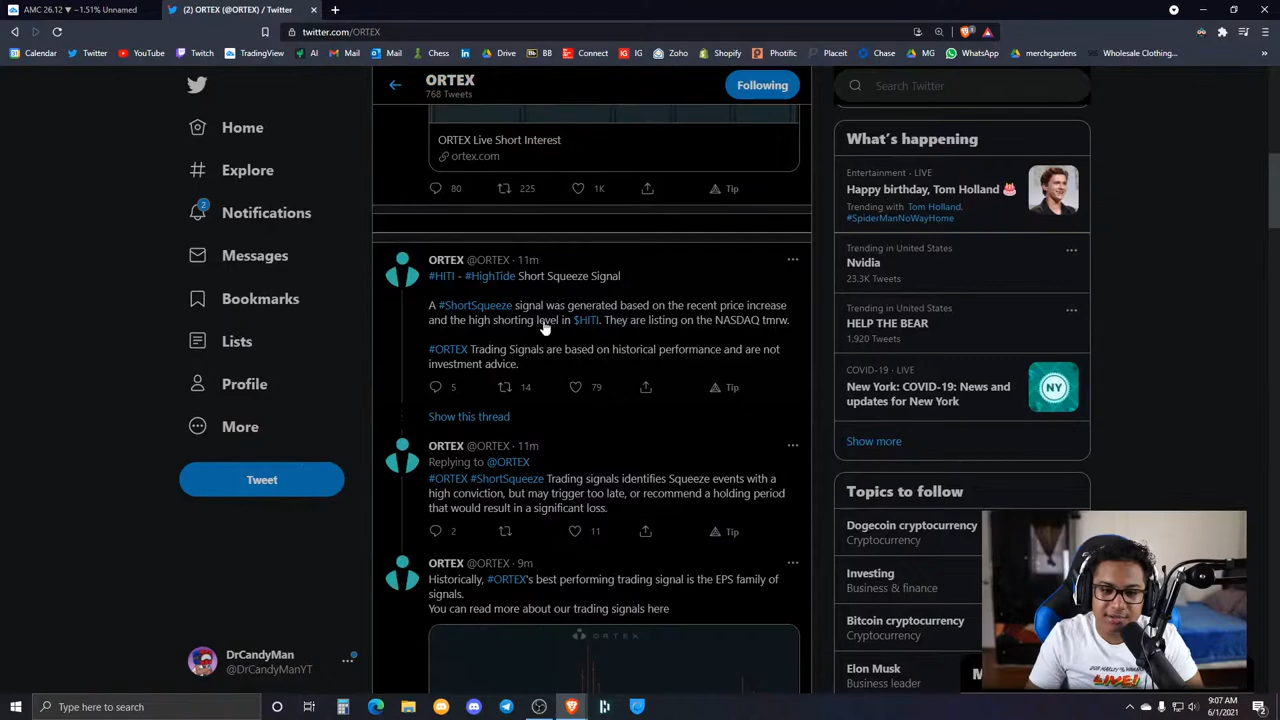 AMC 26.12 ▼ −1.51% Unnamed
(2) ORTEX (@ORTEX) / Twitter
twitter.com/ORTEX
Calendar
Twitter
YouTube
Twitch
TradingView
AI
Mail
Mail
Chess
Drive
BB
Connect
IG
Zoho
Shopify
Photific
Placeit
Chase
MG
WhatsApp
merchgardens
Wholesale Clothing...
Home
Explore
2
Notifications
Messages
Bookmarks
Lists
Profile
More
Tweet
DrCandyMan
@DrCandyManYT
ORTEX
768 Tweets
Following
ORTEX Live Short Interest
ortex.com
80 225 1K Tip
ORTEX @ORTEX · 11m
#HITI - #HighTide Short Squeeze Signal
A #ShortSqueeze signal was generated based on the recent price increase
and the high shorting level in $HITI. They are listing on the NASDAQ tmrw.
#ORTEX Trading Signals are based on historical performance and are not
investment advice.
5 14 79 Tip
Show this thread
ORTEX @ORTEX · 11m
Replying to @ORTEX
#ORTEX #ShortSqueeze Trading signals identifies Squeeze events with a
high conviction, but may trigger too late, or recommend a holding period
that would result in a significant loss.
2 11 Tip
ORTEX @ORTEX · 9m
Historically, #ORTEX's best performing trading signal is the EPS family of
signals.
You can read more about our trading signals here
ORTEX
Search Twitter
What's happening
Entertainment · LIVE
Happy birthday, Tom Holland
Trending with Tom Holland,
#SpiderManNoWayHome
Trending in United States
Nvidia
23.3K Tweets
Trending in United States
HELP THE BEAR
1,920 Tweets
COVID-19 · LIVE
New York: COVID-19: News and
updates for New York
NY
Show more
Topics to follow
Dogecoin cryptocurrency
Cryptocurrency
Investing
Business & finance
Bitcoin cryptocurrency
Cryptocurrency
Elon Musk
Business leader
LIVE!
Type here to search
9:07 AM
6/1/2021